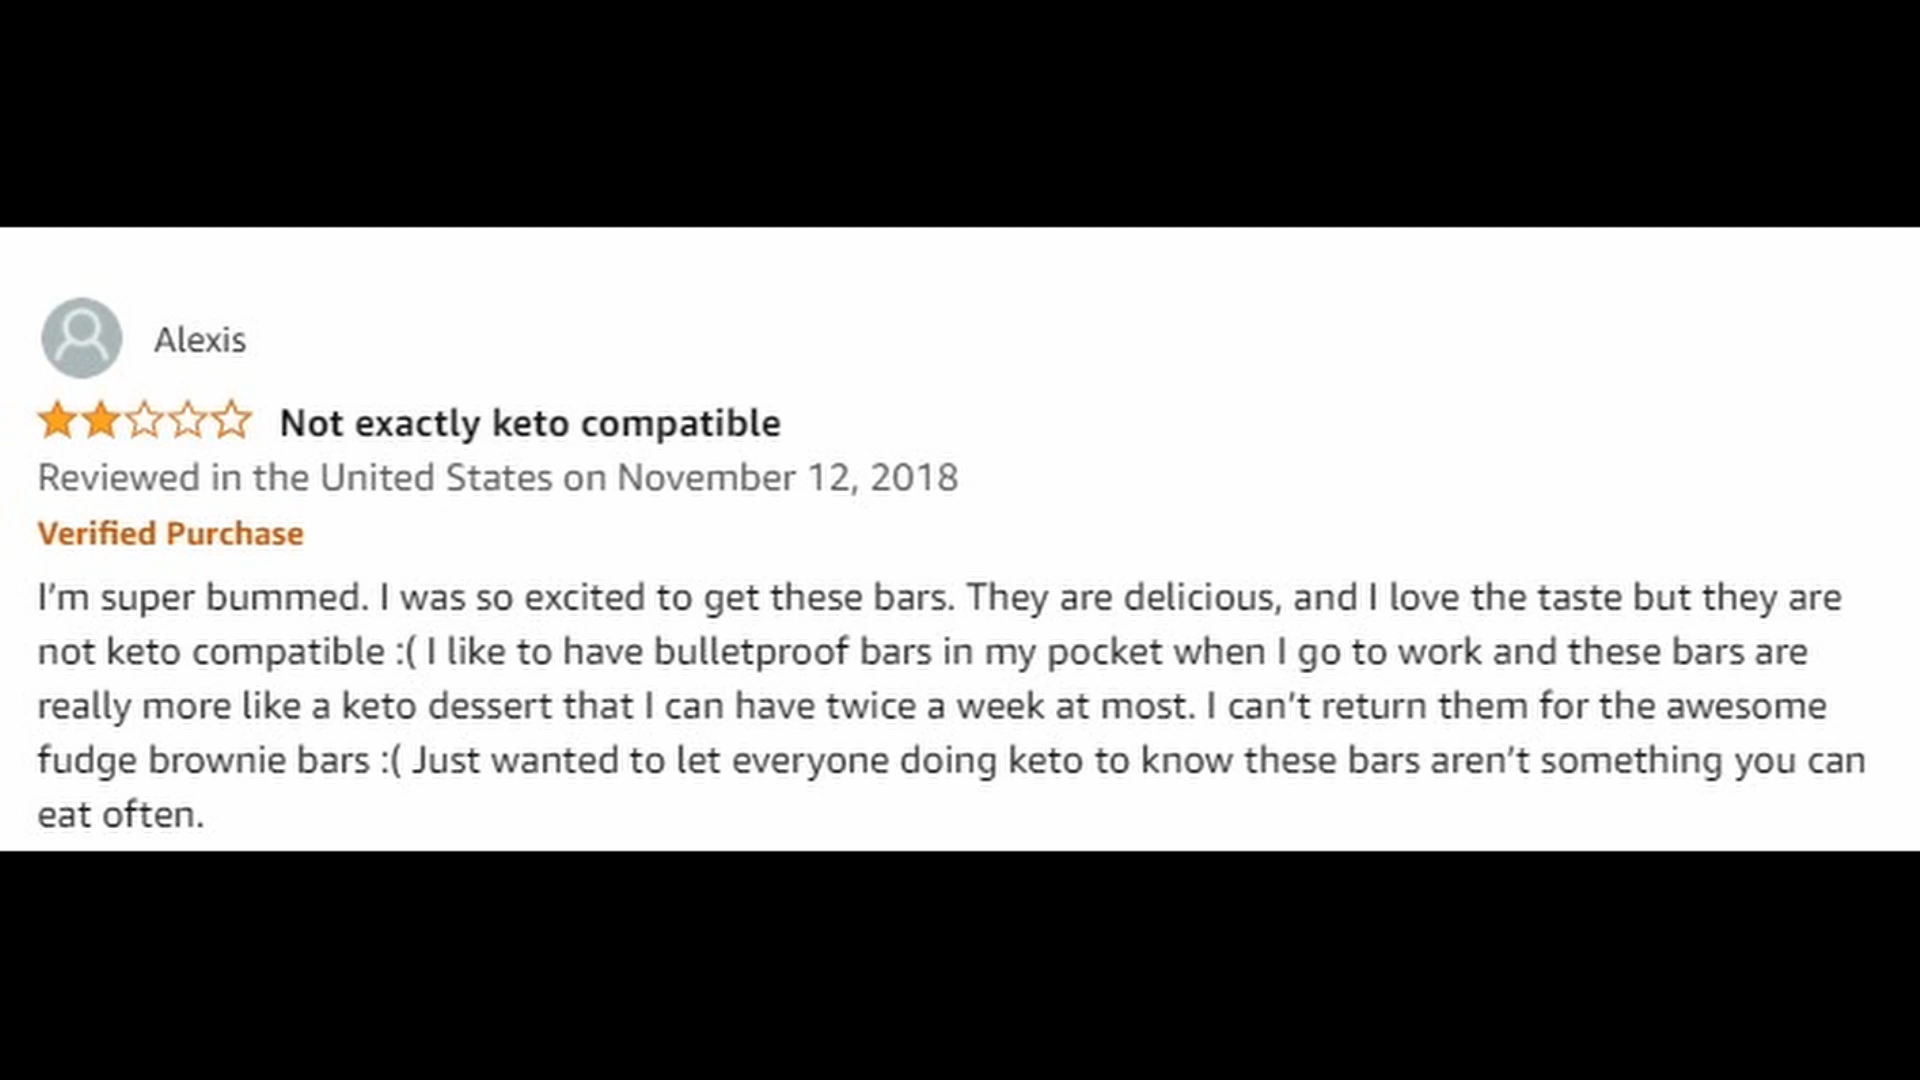 Alexis
Not exactly keto compatible
Reviewed in the United States on November 12, 2018
Verified Purchase
I’m super bummed. I was so excited to get these bars. They are delicious, and I love the taste but they are
not keto compatible :( I like to have bulletproof bars in my pocket when I go to work and these bars are
really more like a keto dessert that I can have twice a week at most. I can’t return them for the awesome
fudge brownie bars :( Just wanted to let everyone doing keto to know these bars aren’t something you can
eat often.